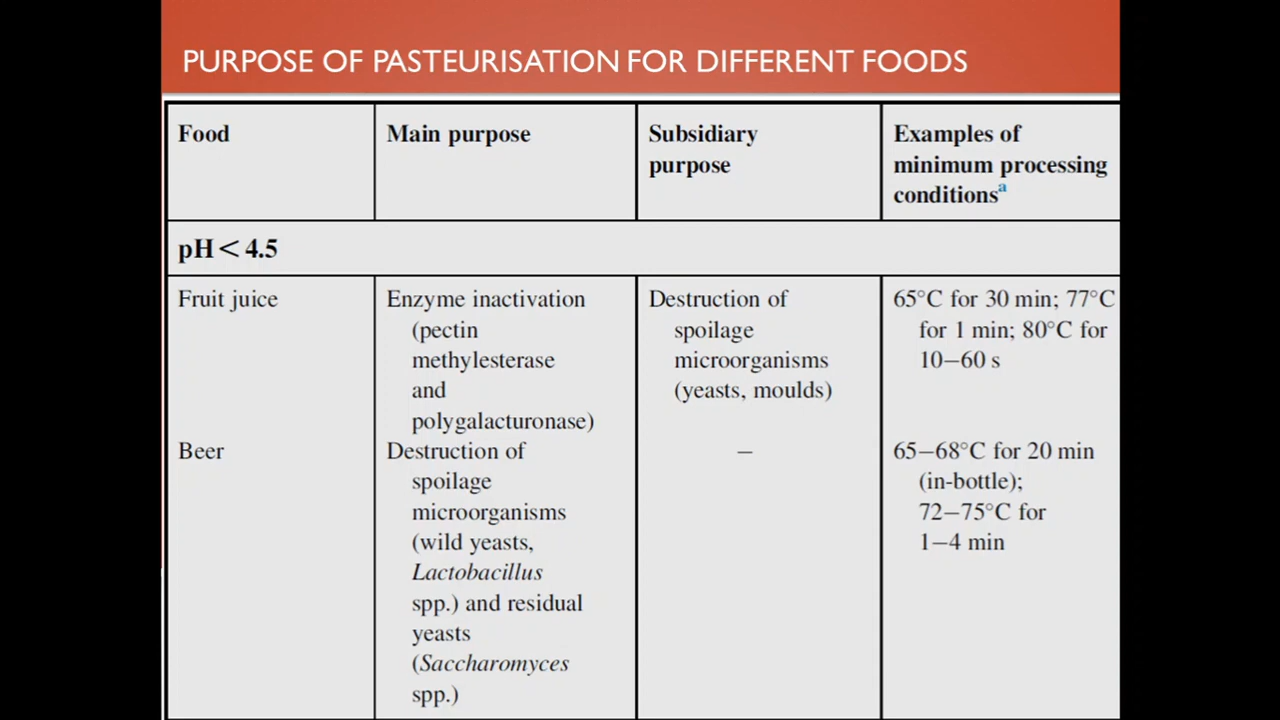 PURPOSE OF PASTEURISATION FOR DIFFERENT FOODS
Food
Main purpose
Subsidiary
purpose
Examples of
minimum processing
conditionsᵃ
pH < 4.5
Fruit juice
Enzyme inactivation
(pectin
methylesterase
and
polygalacturonase)
Destruction of
spoilage
microorganisms
(yeasts, moulds)
65°C for 30 min; 77°C
for 1 min; 80°C for
10–60 s
Beer
Destruction of
spoilage
microorganisms
(wild yeasts,
Lactobacillus
spp.) and residual
yeasts
(Saccharomyces
spp.)
–
65–68°C for 20 min
(in-bottle);
72–75°C for
1–4 min